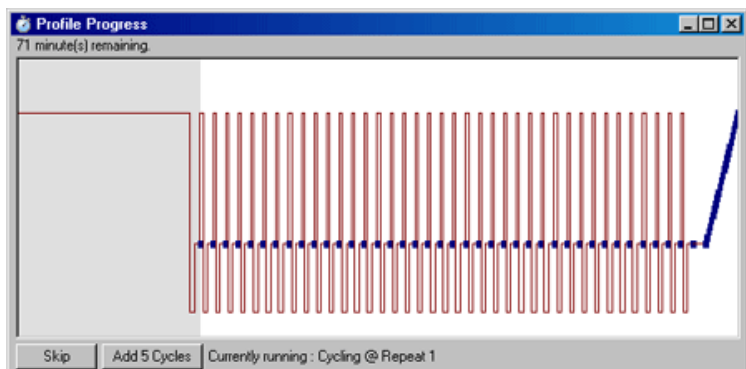 Profile Progress
71 minute(s) remaining.
Skip
Add 5 Cycles
Currently running : Cycling @ Repeat 1